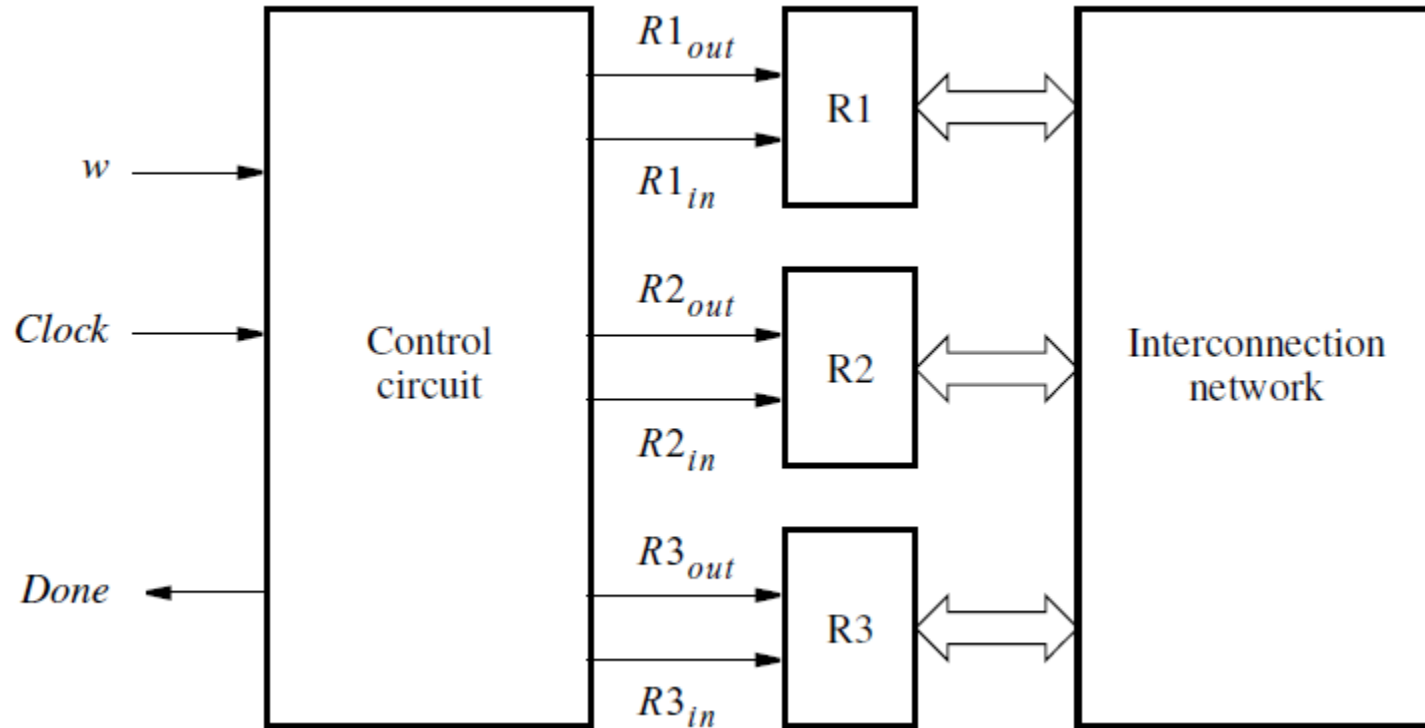 w
Clock
Done
Control
circuit
R1out
R1in
R2out
R2in
R3out
R3in
R1
R2
R3
Interconnection
network